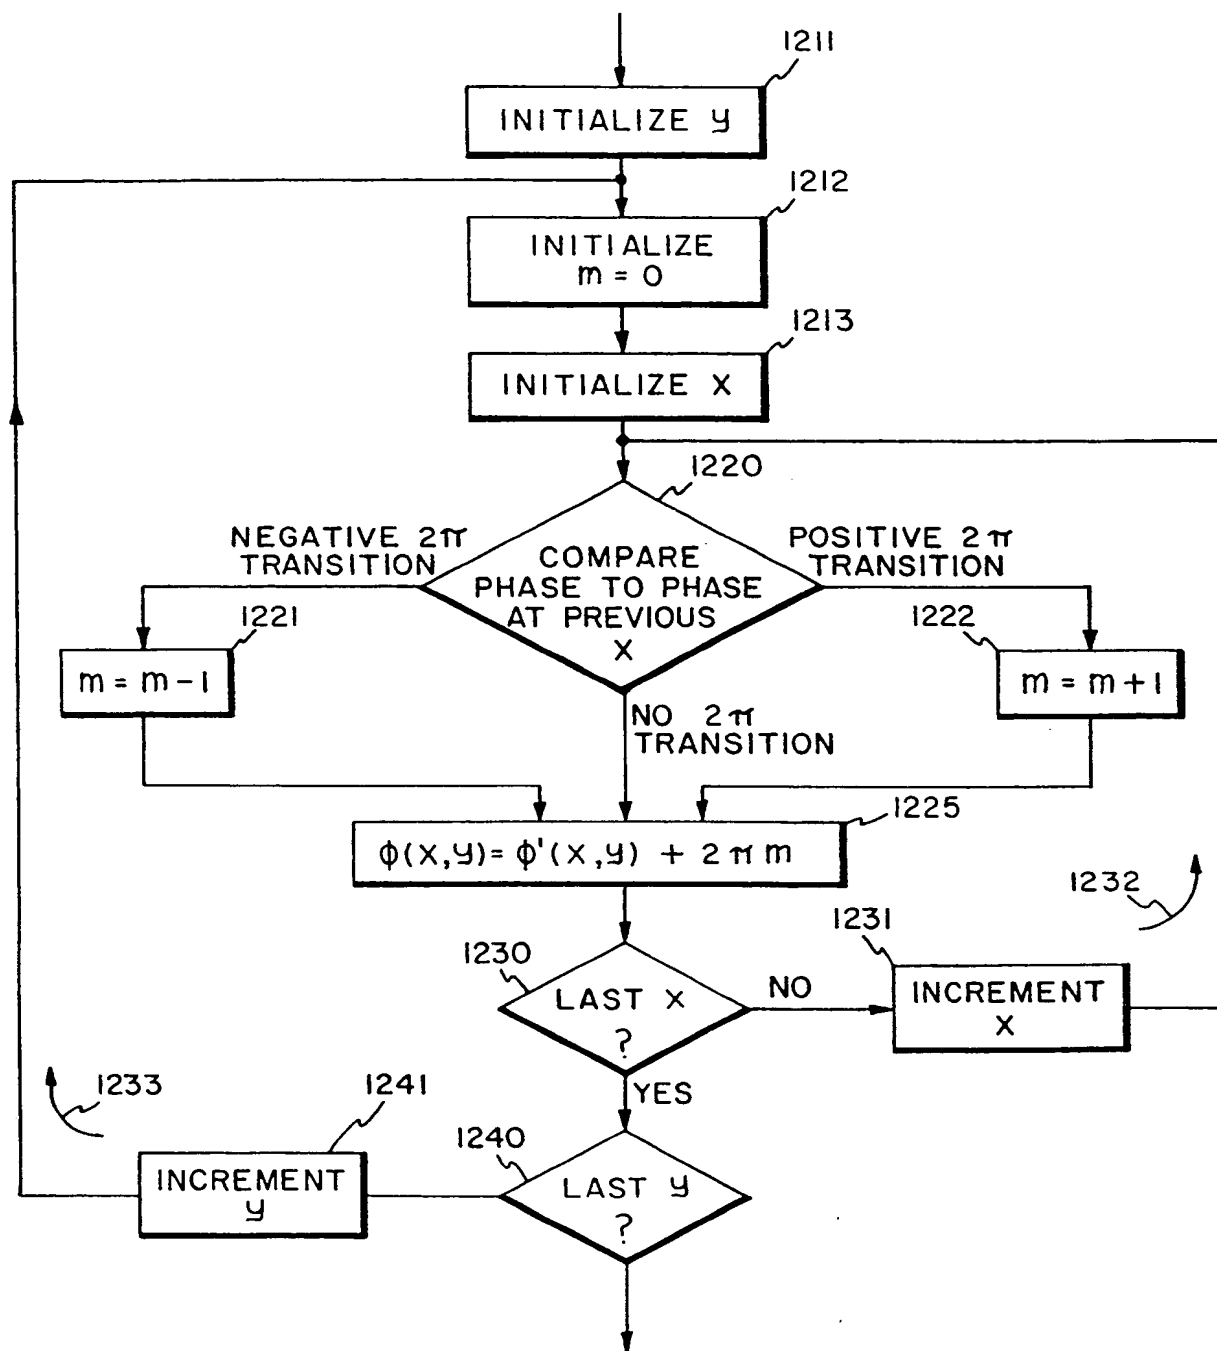 1211
INITIALIZE y
1212
INITIALIZE
m = 0
1213
INITIALIZE X
1220
NEGATIVE 2π
TRANSITION
POSITIVE 2π
TRANSITION
COMPARE
PHASE TO PHASE
AT PREVIOUS
X
1221
m = m - 1
1222
m = m + 1
NO 2π
TRANSITION
1225
ϕ(X,y)= ϕ'(X,y) + 2πm
1232
1230
LAST X
?
NO
1231
INCREMENT
X
YES
1233
1241
INCREMENT
y
1240
LAST y
?